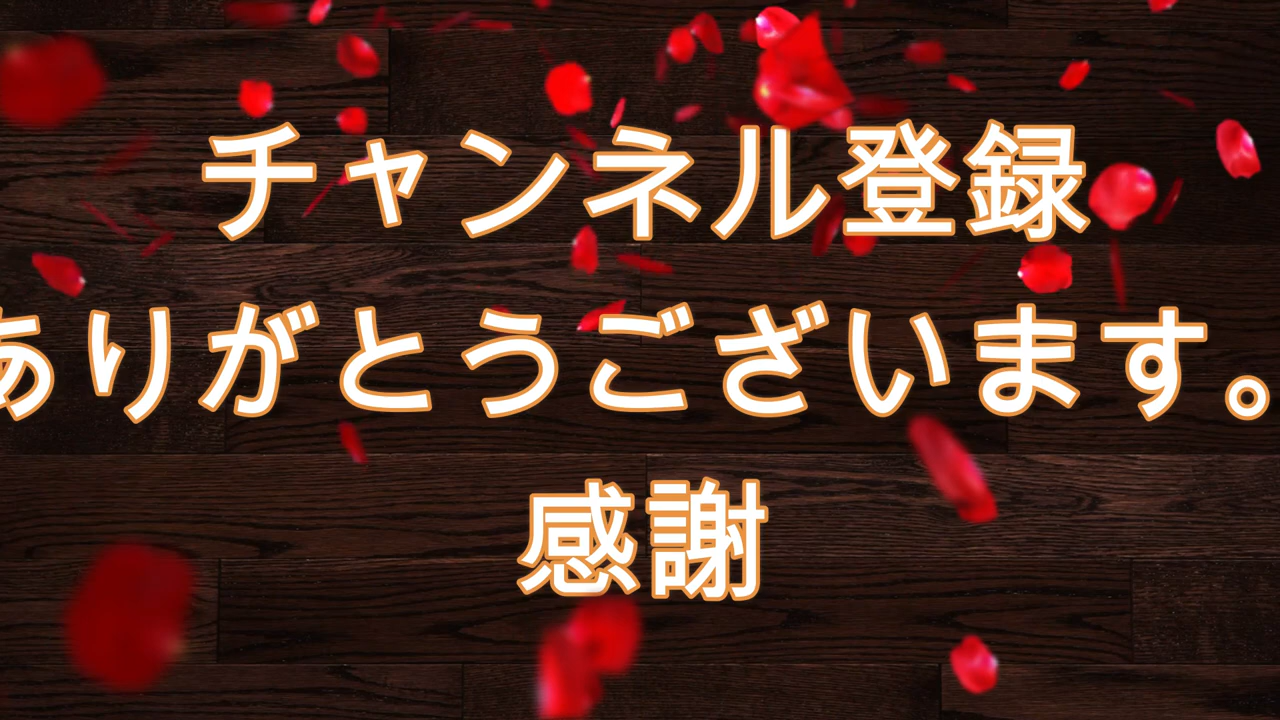 チャンネル登録
ありがとうございます。
感謝